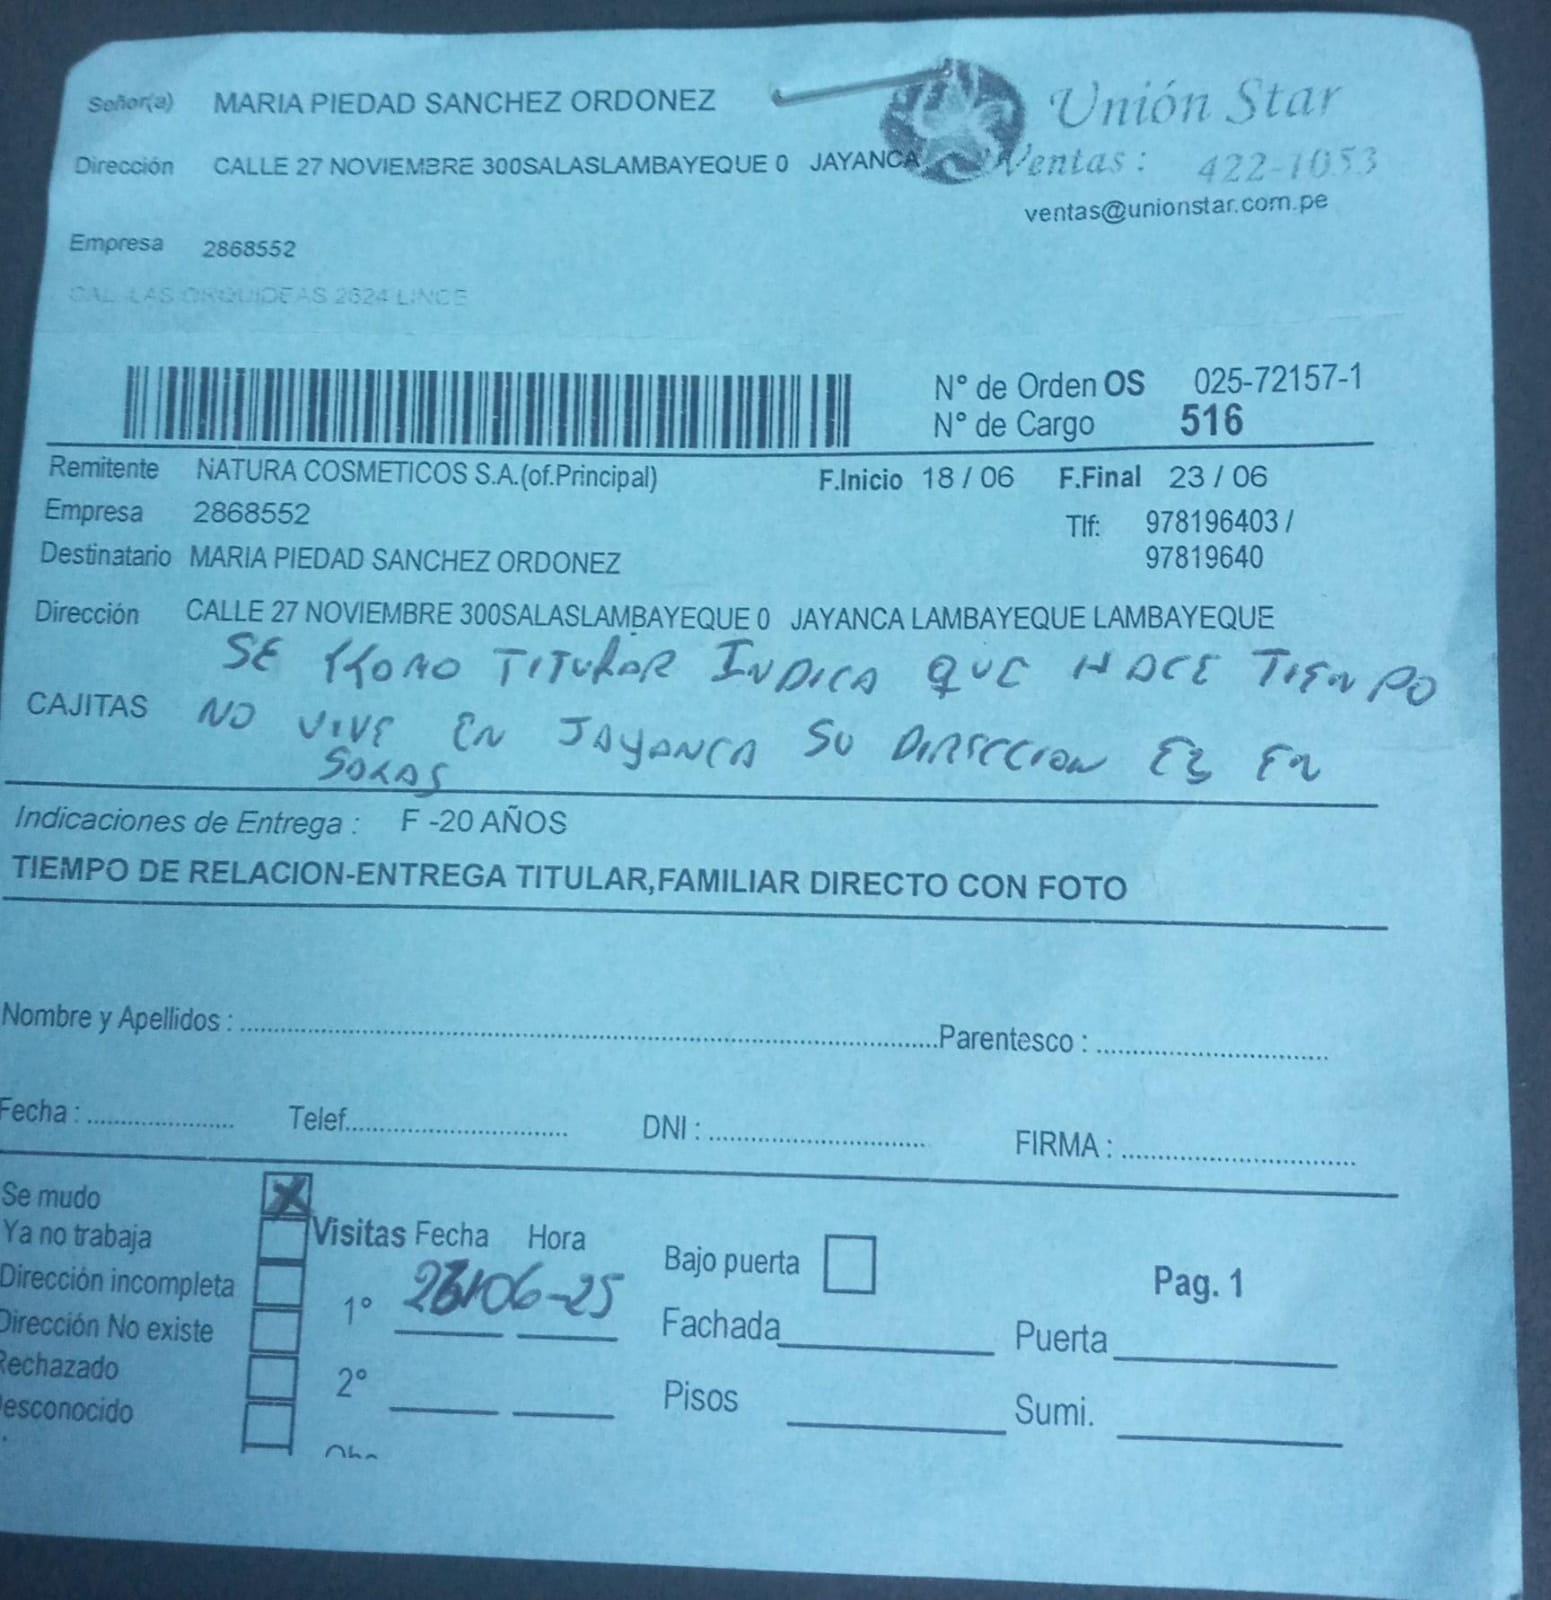 Señor(a) MARIA PIEDAD SANCHEZ ORDONEZ
Unión Star
Dirección CALLE 27 NOVIEMBRE 300SALASLAMBAYEQUE 0 JAYANCA
Ventas : 422-1053
ventas@unionstar.com.pe
Empresa 2868552
CAL LAS ORQUIDEAS 2624 LINCE
N° de Orden OS 025-72157-1
N° de Cargo 516
Remitente NATURA COSMETICOS S.A.(of.Principal) F.Inicio 18 / 06 F.Final 23 / 06
Empresa 2868552 Tlf: 978196403 /
97819640
Destinatario MARIA PIEDAD SANCHEZ ORDONEZ
Dirección CALLE 27 NOVIEMBRE 300SALASLAMBAYEQUE 0 JAYANCA LAMBAYEQUE LAMBAYEQUE
SE TITULAR INDICA QUE HACE TIEMPO
CAJITAS NO VIVE EN JAYANCA SU DIRECCION ES EN
SALAS
Indicaciones de Entrega : F -20 AÑOS
TIEMPO DE RELACION-ENTREGA TITULAR,FAMILIAR DIRECTO CON FOTO
Nombre y Apellidos : Parentesco :
Fecha : Telef. DNI : FIRMA :
Se mudo X
Ya no trabaja Visitas Fecha Hora Bajo puerta Pag. 1
Dirección incompleta 1° 06-25
Dirección No existe Fachada Puerta
Rechazado 2° Pisos Sumi.
esconocido